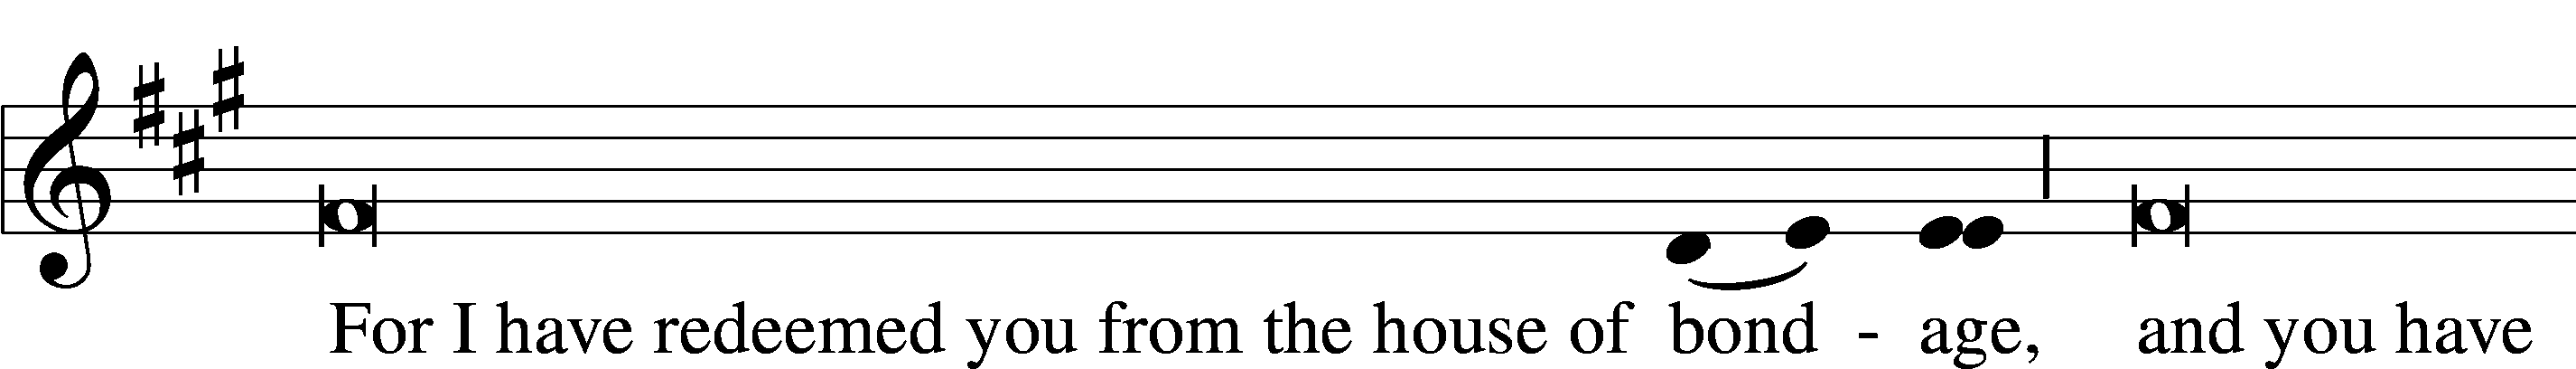 For I have redeemed you from the house of bond - age, and you have